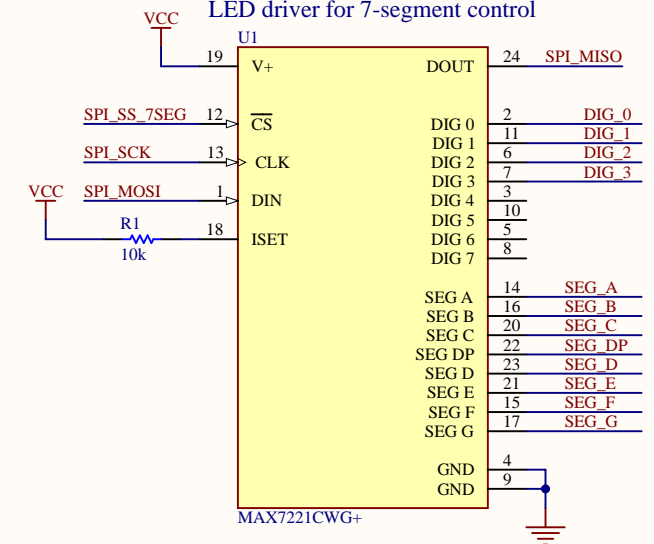 LED driver for 7-segment control
VCC
U1
19 V+ DOUT 24 SPI_MISO
SPI_SS_7SEG 12 CS DIG 0 2 DIG_0
DIG 1 11 DIG_1
SPI_SCK 13 CLK DIG 2 6 DIG_2
DIG 3 7 DIG_3
VCC SPI_MOSI 1 DIN DIG 4 3
DIG 5 10
R1 18 ISET DIG 6 5
10k DIG 7 8
SEG A 14 SEG_A
SEG B 16 SEG_B
SEG C 20 SEG_C
SEG DP 22 SEG_DP
SEG D 23 SEG_D
SEG E 21 SEG_E
SEG F 15 SEG_F
SEG G 17 SEG_G
GND 4
GND 9
MAX7221CWG+